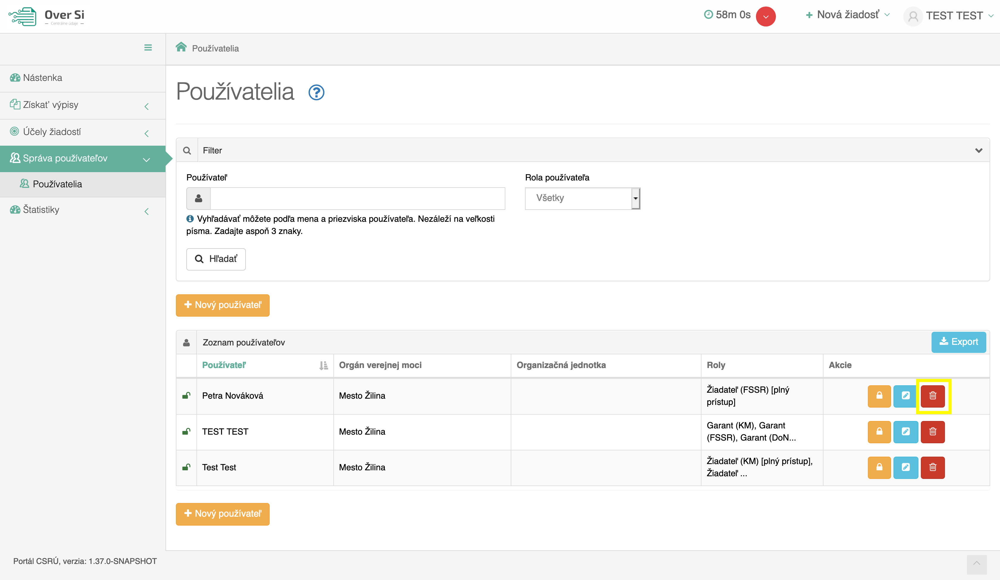 Over Si
Centrálne údaje
58m 0s
Nová žiadosť
TEST TEST
Používatelia
Nástenka
Získať výpisy
Účely žiadostí
Správa používateľov
Používatelia
Štatistiky
Používatelia
Filter
Používateľ
Rola používateľa
Všetky
Vyhľadávať môžete podľa mena a priezviska používateľa. Nezáleží na veľkosti
písma. Zadajte aspoň 3 znaky.
Hľadať
Nový používateľ
Zoznam používateľov
Export
Používateľ Orgán verejnej moci Organizačná jednotka Roly Akcie
Petra Nováková Mesto Žilina Žiadateľ (FSSR) [plný
prístup]
TEST TEST Mesto Žilina Garant (KM), Garant
(FSSR), Garant (DoN...
Test Test Mesto Žilina Žiadateľ (KM) [plný prístup],
Žiadateľ ...
Nový používateľ
Portál CSRÚ, verzia: 1.37.0-SNAPSHOT